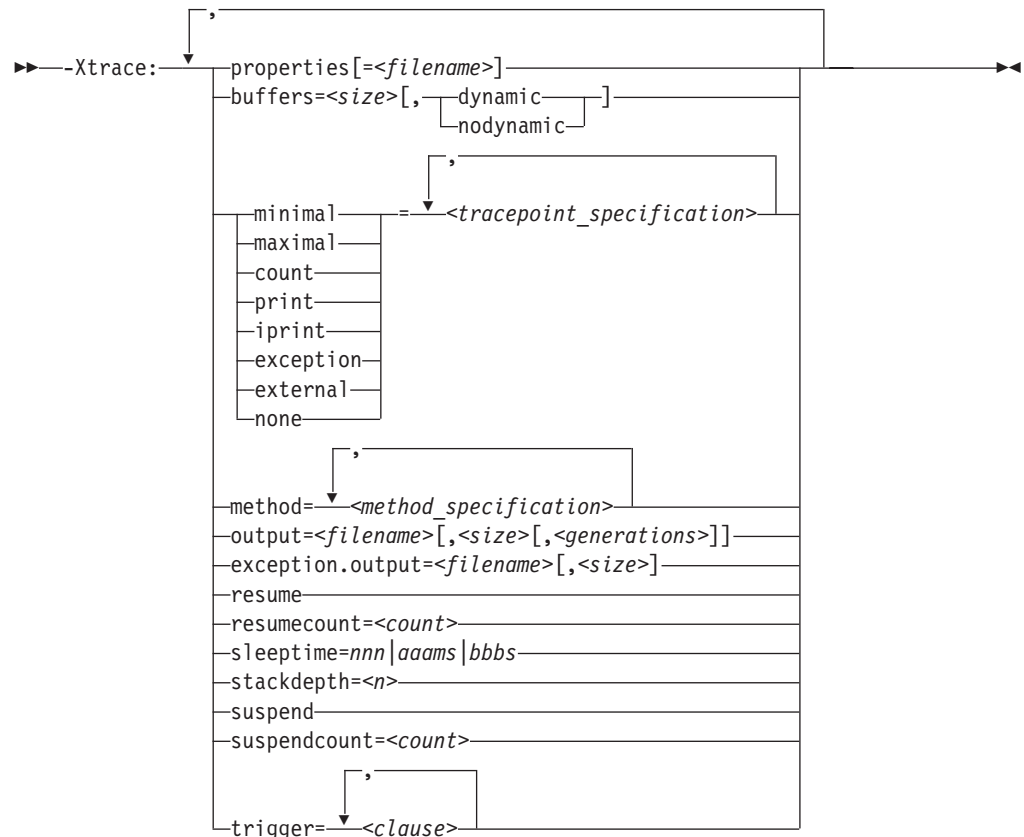 ,
-Xtrace: properties[=<filename>]
buffers=<size>[, dynamic ]
nodynamic
,
minimal = <tracepoint_specification>
maximal
count
print
iprint
exception
external
none
,
method= <method_specification>
output=<filename>[,<size>[,<generations>]]
exception.output=<filename>[,<size>]
resume
resumecount=<count>
sleeptime=nnn|aaams|bbbs
stackdepth=<n>
suspend
suspendcount=<count>
,
trigger= <clause>